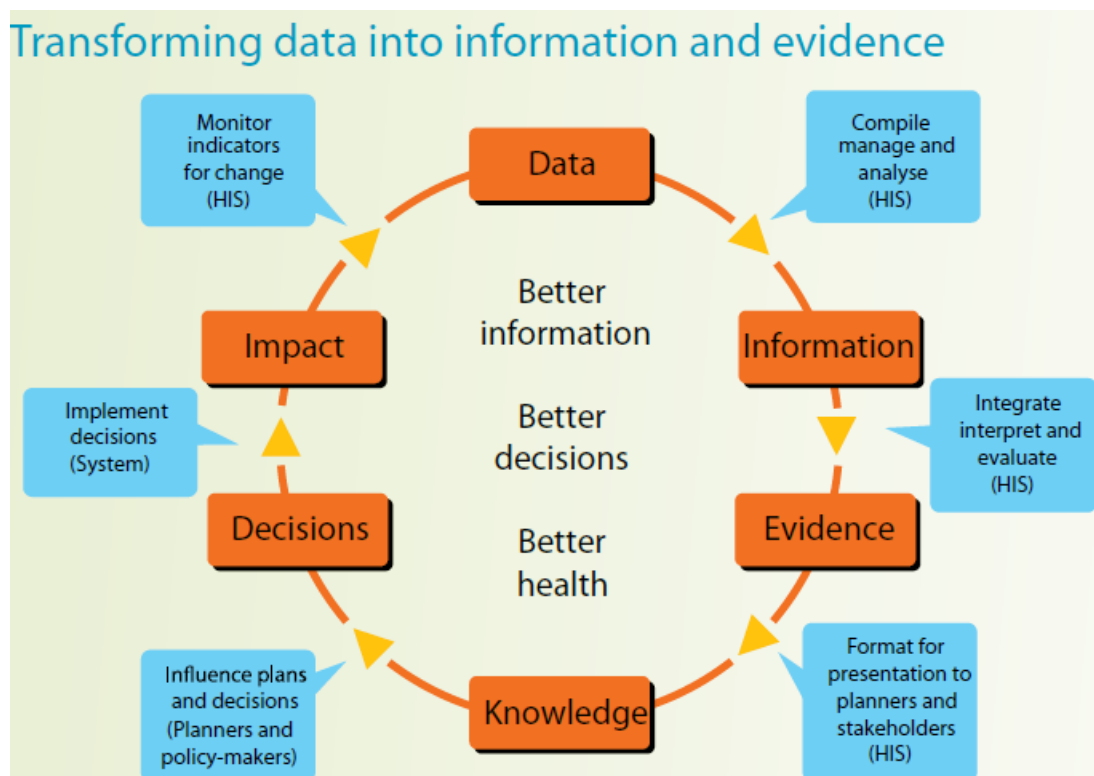 Transforming data into information and evidence
Monitor
indicators
for change
(HIS)
Data
Compile
manage and
analyse
(HIS)
Better
information
Impact
Information
Implement
decisions
(System)
Better
decisions
Integrate
interpret and
evaluate
(HIS)
Decisions
Evidence
Better
health
Influence plans
and decisions
(Planners and
policy-makers)
Knowledge
Format for
presentation to
planners and
stakeholders
(HIS)